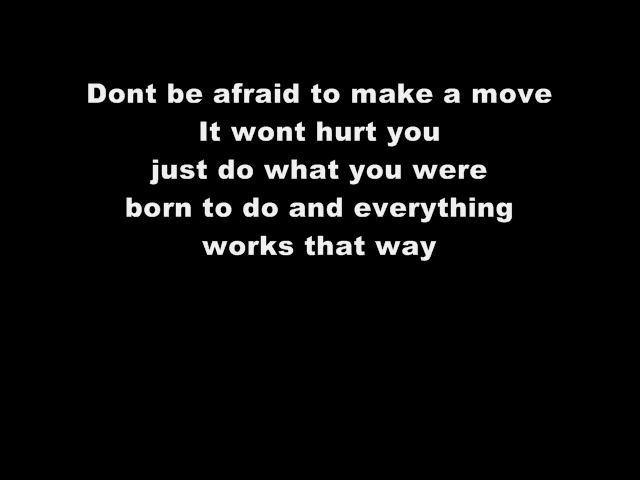 Dont be afraid to make a move
It wont hurt you
just do what you were
born to do and everything
works that way